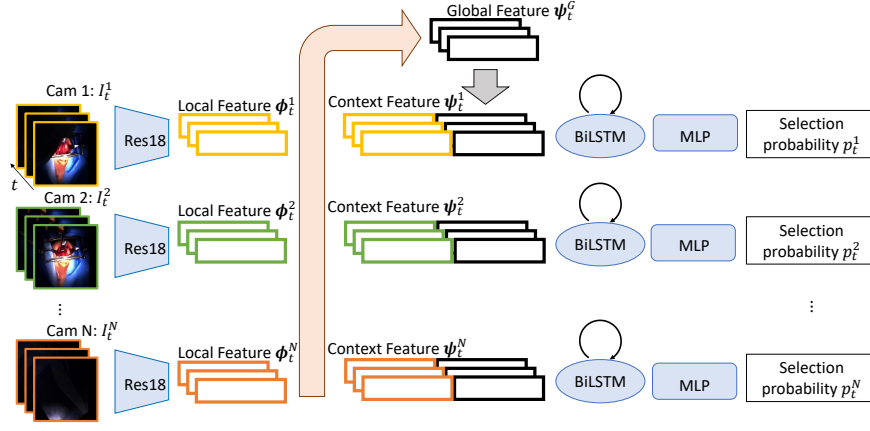 Global Feature 𝝍_t^G
Cam 1: I_t^1
Local Feature ϕ_t^1
Context Feature 𝝍_t^1
Res18
BiLSTM
MLP
Selection
probability p_t^1
t
Cam 2: I_t^2
Local Feature ϕ_t^2
Context Feature 𝝍_t^2
Res18
BiLSTM
MLP
Selection
probability p_t^2
...
...
Cam N: I_t^N
Local Feature ϕ_t^N
Context Feature 𝝍_t^N
Res18
BiLSTM
MLP
Selection
probability p_t^N